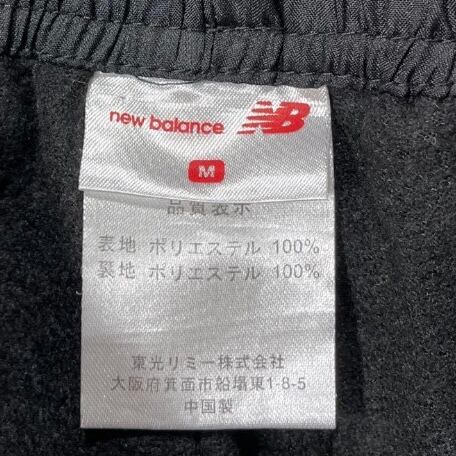 new balance NB
M
品質表示
表地 ポリエステル 100%
裏地 ポリエステル 100%
東光リミー株式会社
大阪府箕面市船場東1-8-5
中国製